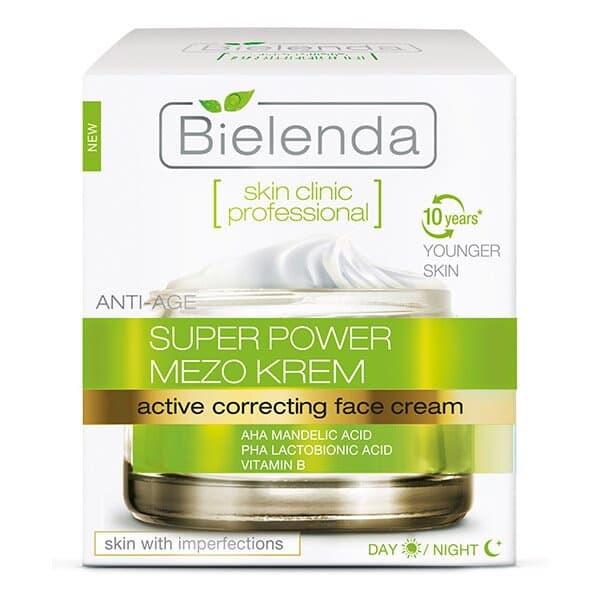 Bielenda
NEW
Bielenda
[ skin clinic
professional ]
10 years*
YOUNGER
SKIN
ANTI-AGE
SUPER POWER
MEZO KREM
active correcting face cream
AHA MANDELIC ACID
PHA LACTOBIONIC ACID
VITAMIN B
skin with imperfections
DAY / NIGHT